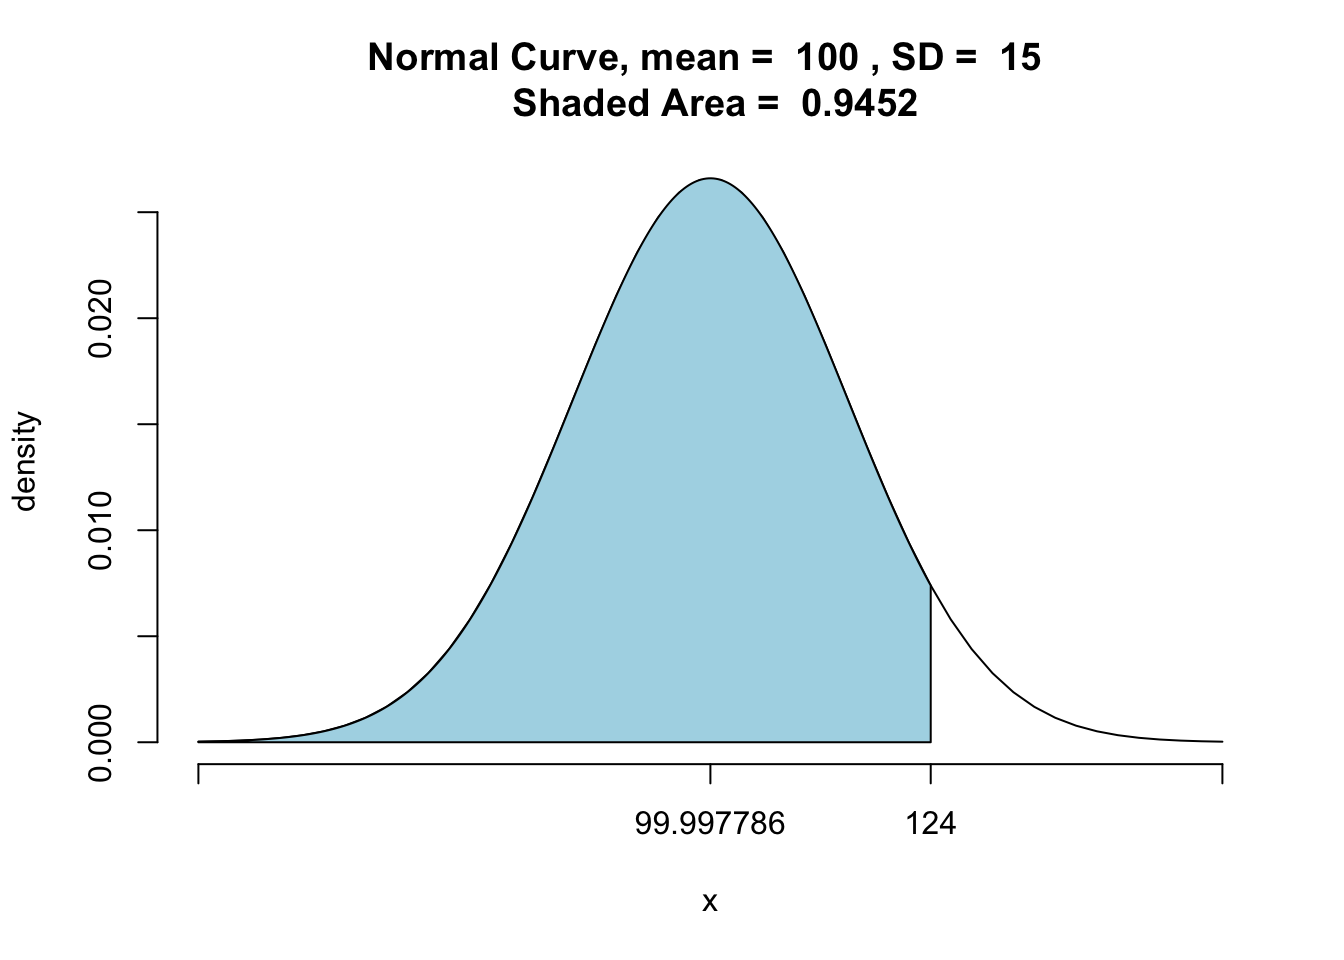 Normal Curve, mean =  100 , SD =  15
Shaded Area =  0.9452
density
0.020
0.010
0.000
99.997786
124
x